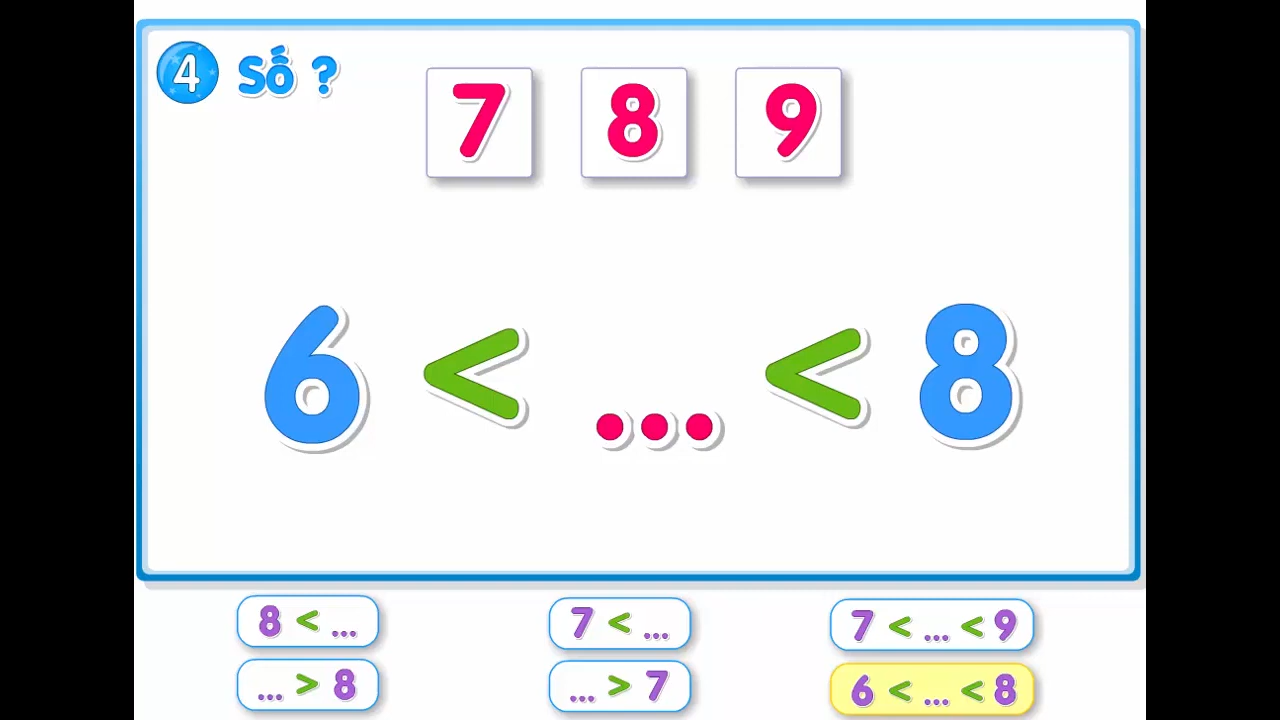 4 Số ?
7 8 9
6 < ... < 8
8 < ... 7 < ... 7 < ... < 9
... > 8 ... > 7 6 < ... < 8